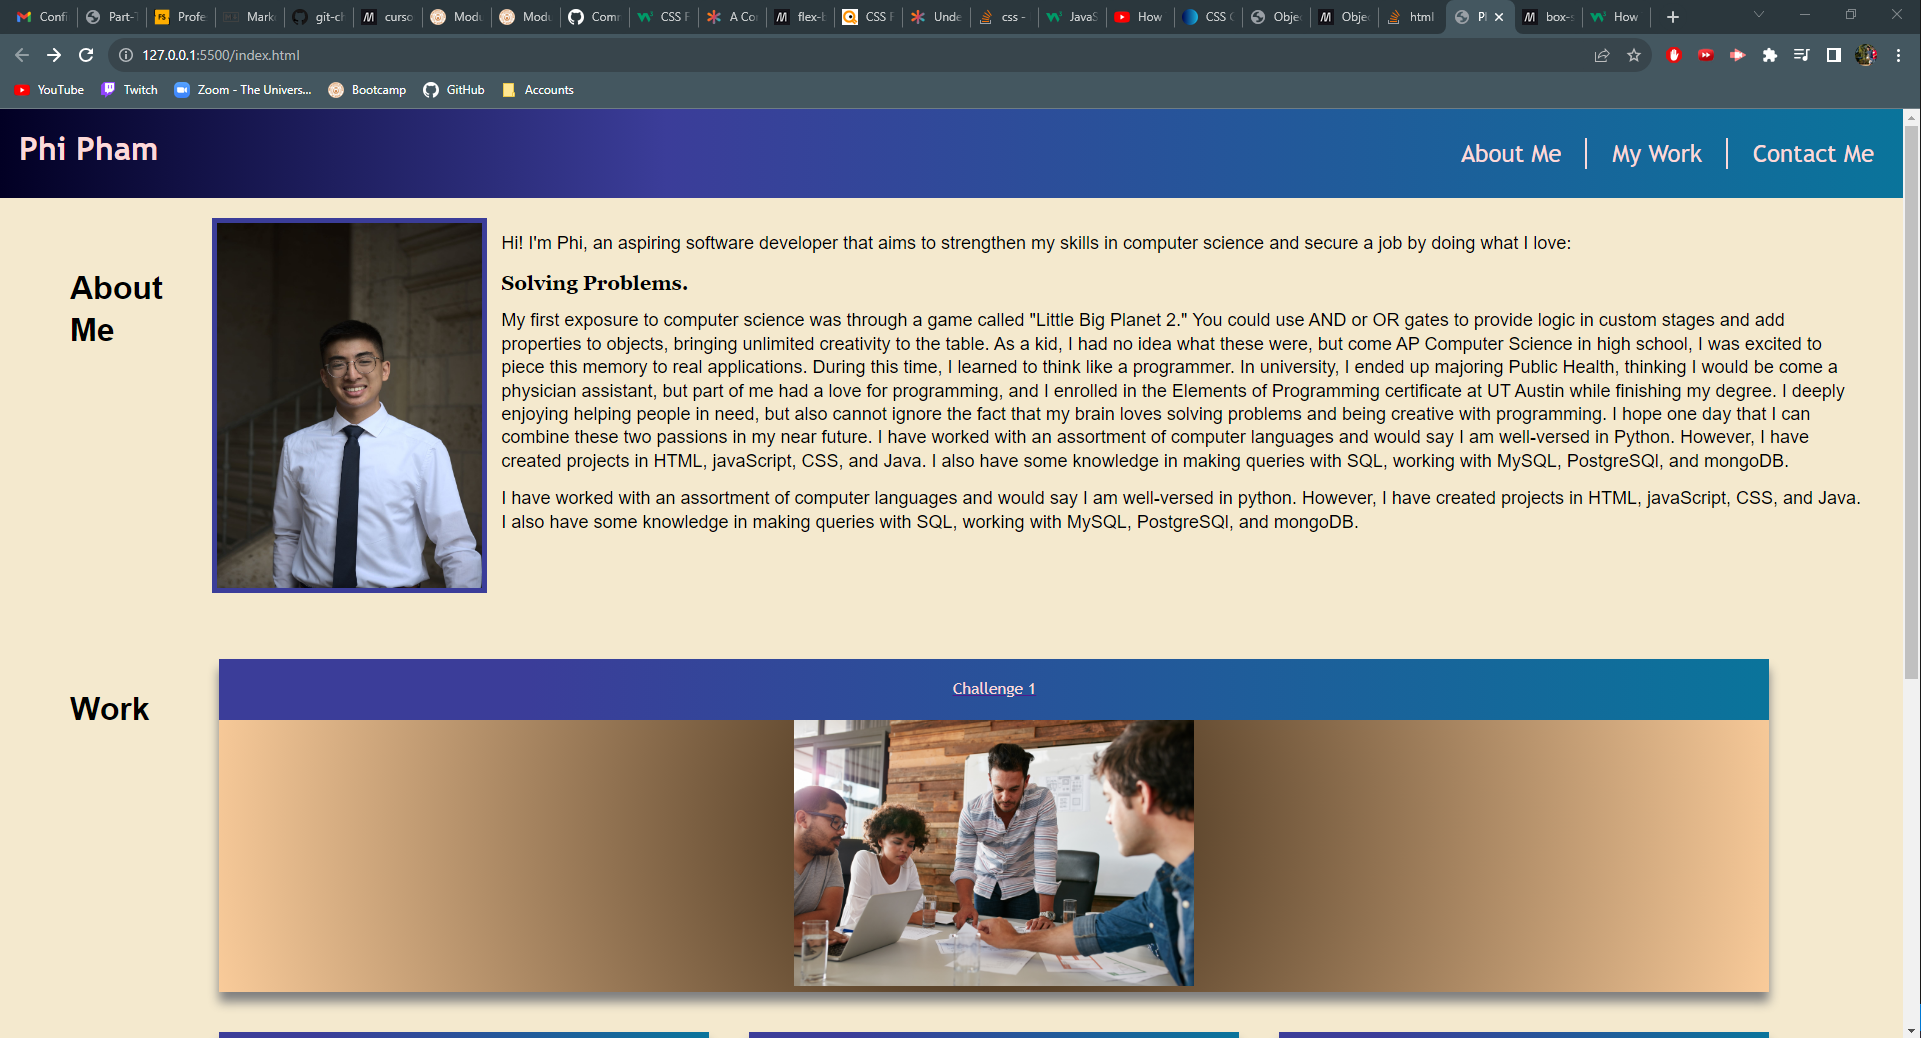 Confi
Part-
Profe
Mark
git-ch
curso
Modu
Modu
Comm
CSS F
A Co
flex-b
CSS F
Unde
css -
JavaS
How
CSS
Objec
Obje
html
box-s
How
127.0.0.1:5500/index.html
YouTube
Twitch
Zoom - The Univers...
Bootcamp
GitHub
Accounts
Phi Pham
About Me
My Work
Contact Me
About
Me
Hi! I'm Phi, an aspiring software developer that aims to strengthen my skills in computer science and secure a job by doing what I love:
Solving Problems.
My first exposure to computer science was through a game called "Little Big Planet 2." You could use AND or OR gates to provide logic in custom stages and add
properties to objects, bringing unlimited creativity to the table. As a kid, I had no idea what these were, but come AP Computer Science in high school, I was excited to
piece this memory to real applications. During this time, I learned to think like a programmer. In university, I ended up majoring Public Health, thinking I would be come a
physician assistant, but part of me had a love for programming, and I enrolled in the Elements of Programming certificate at UT Austin while finishing my degree. I deeply
enjoying helping people in need, but also cannot ignore the fact that my brain loves solving problems and being creative with programming. I hope one day that I can
combine these two passions in my near future. I have worked with an assortment of computer languages and would say I am well-versed in Python. However, I have
created projects in HTML, javaScript, CSS, and Java. I also have some knowledge in making queries with SQL, working with MySQL, PostgreSQl, and mongoDB.
I have worked with an assortment of computer languages and would say I am well-versed in python. However, I have created projects in HTML, javaScript, CSS, and Java.
I also have some knowledge in making queries with SQL, working with MySQL, PostgreSQl, and mongoDB.
Work
Challenge 1